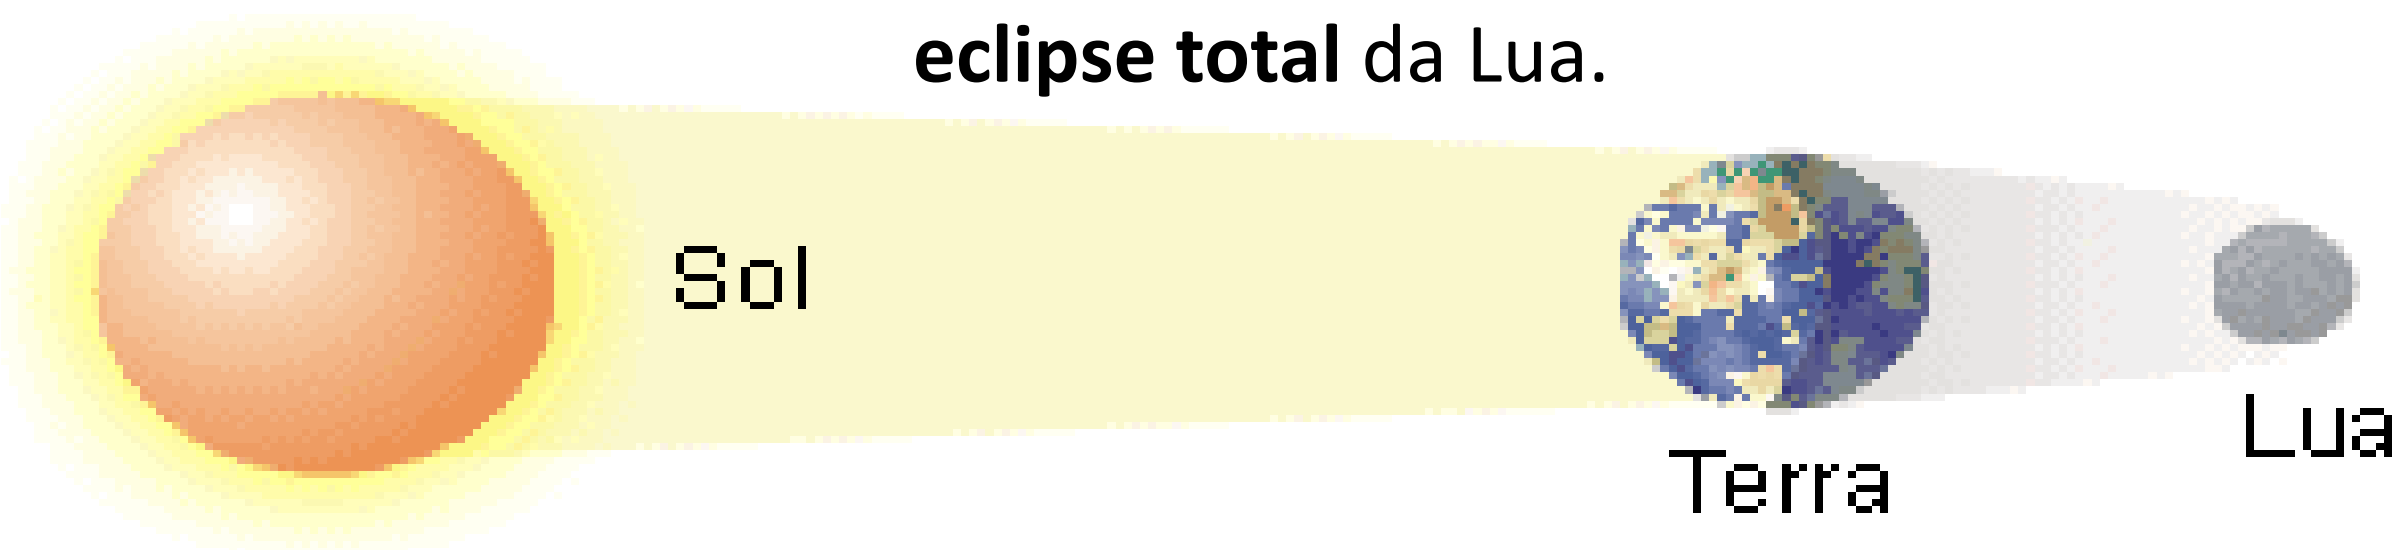 eclipse total da Lua.
Sol
Terra
Lua